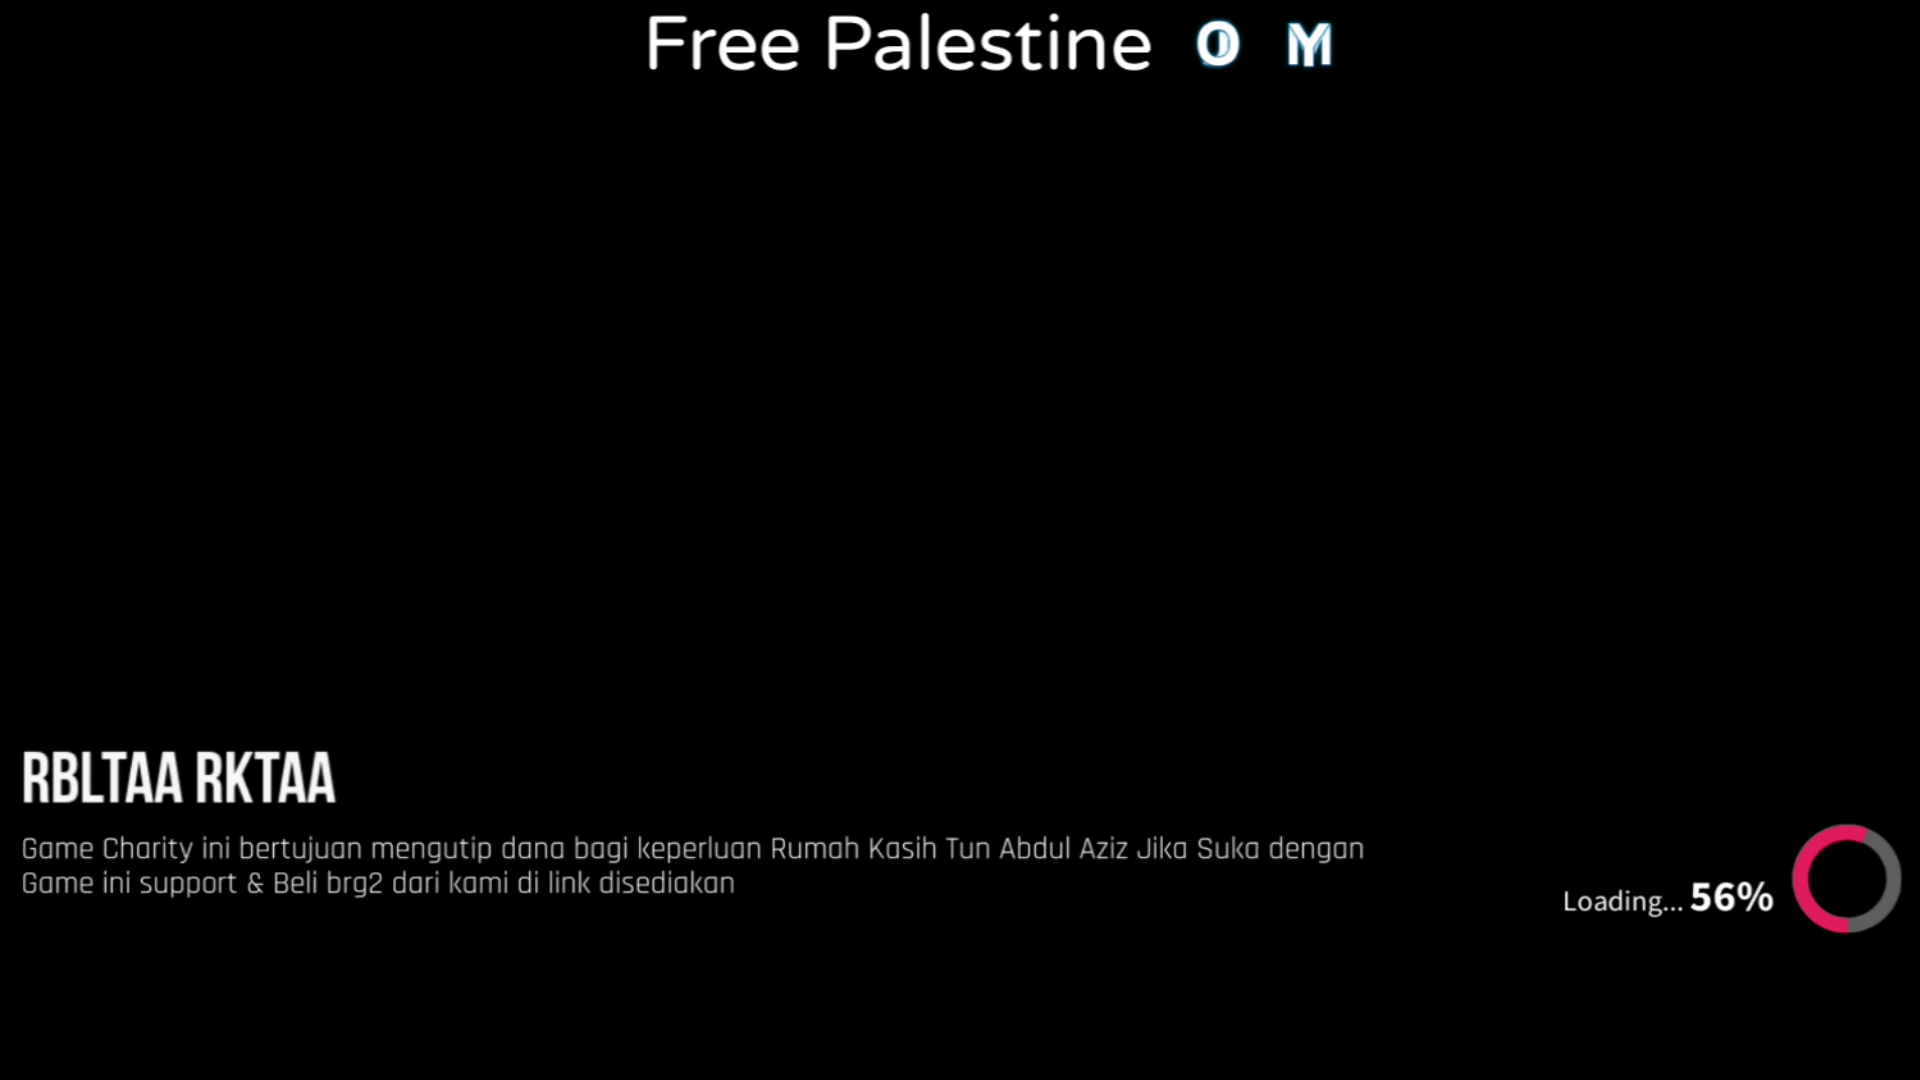 Free Palestine O M
RBLTAA RKTAA
Game Charity ini bertujuan mengutip dana bagi keperluan Rumah Kasih Tun Abdul Aziz Jika Suka dengan
Game ini support & Beli brg2 dari kami di link disediakan
Loading... 56%